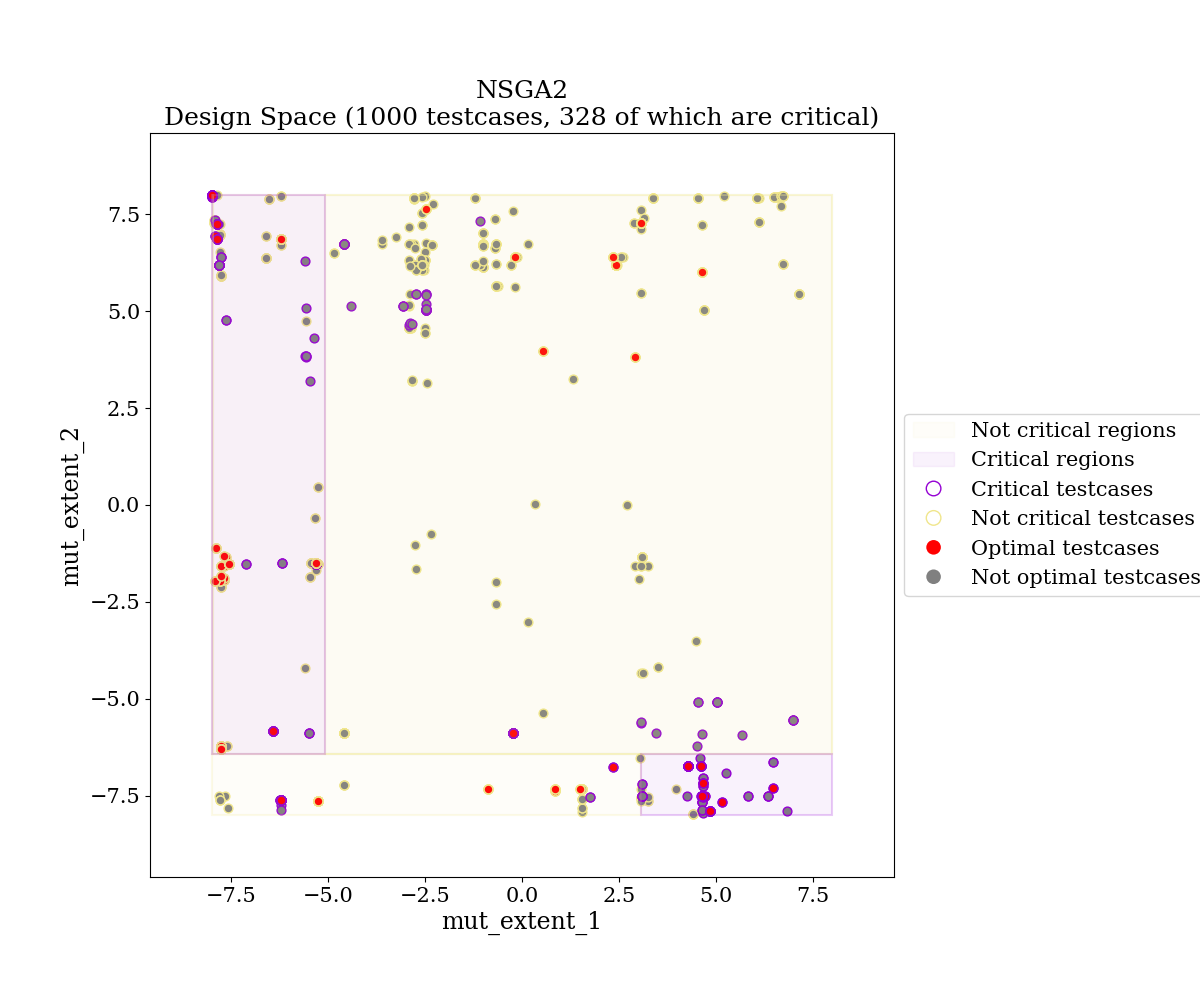 NSGA2
Design Space (1000 testcases, 328 of which are critical)
7.5
5.0
2.5
0.0
−2.5
−5.0
−7.5
mut_extent_2
−7.5 −5.0 −2.5 0.0 2.5 5.0 7.5
mut_extent_1
Not critical regions
Critical regions
Critical testcases
Not critical testcases
Optimal testcases
Not optimal testcases